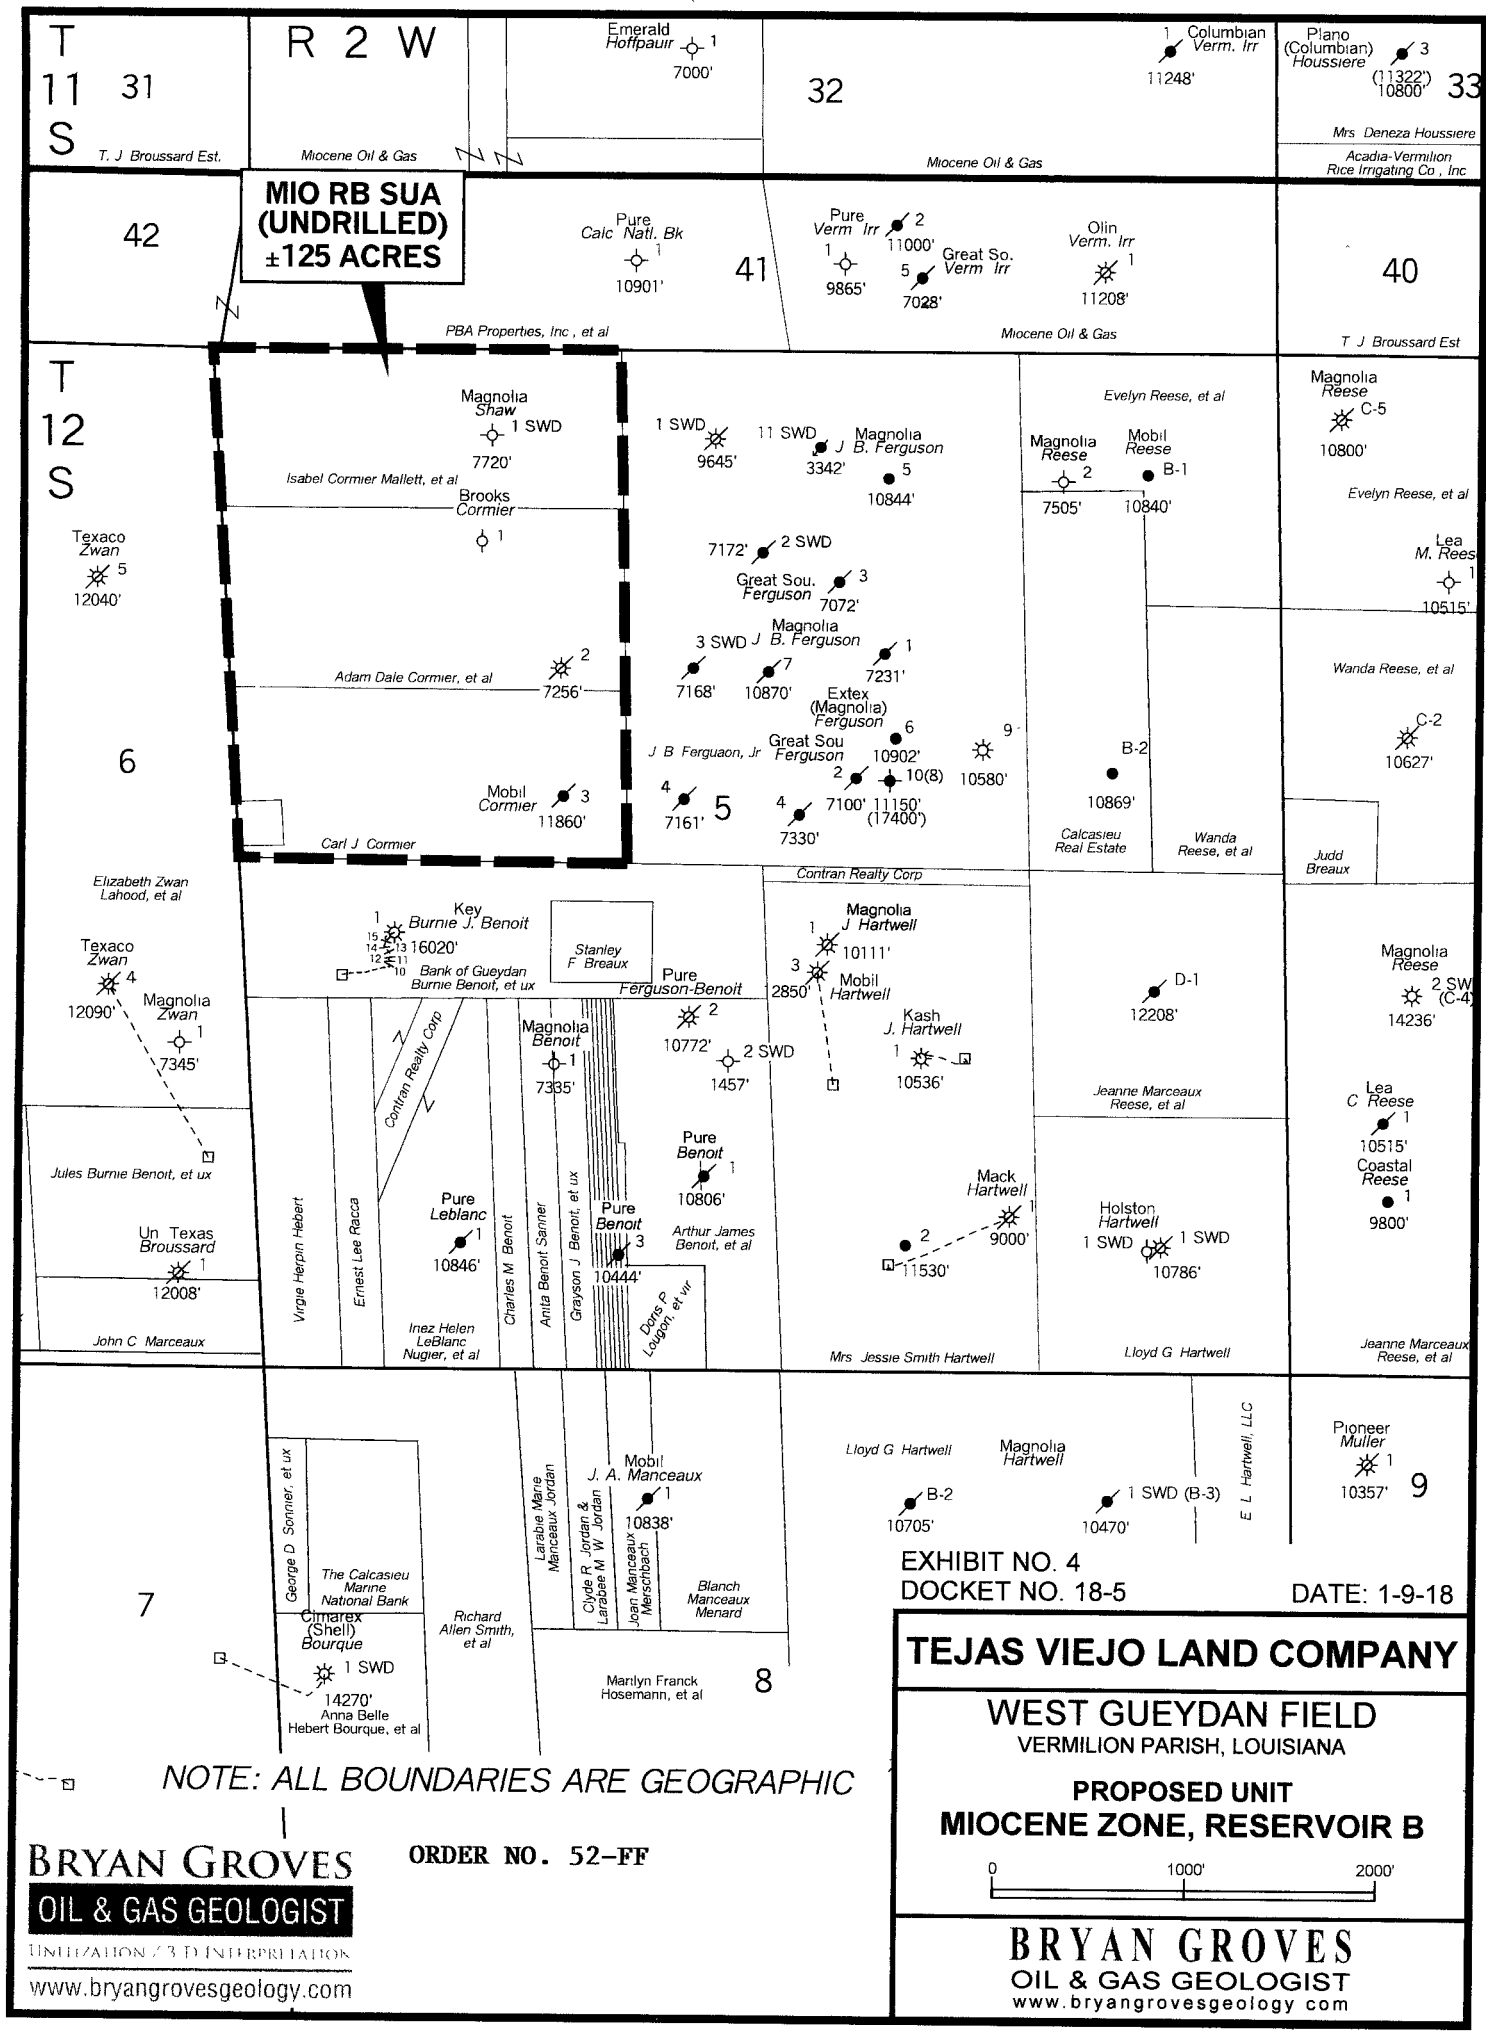 T
11
S
31
R 2 W
T. J Broussard Est.
Miocene Oil & Gas
Emerald
Hoffpauir
1
7000'
32
1 Columbian
Verm. Irr
11248'
Miocene Oil & Gas
Plano
(Columbian)
Houssiere
3
(11322')
10800'
33
Mrs Deneza Houssiere
Acadia-Vermilion
Rice Irrigating Co , Inc
MIO RB SUA
(UNDRILLED)
±125 ACRES
42
Pure
Calc Natl. Bk
1
10901'
41
PBA Properties, Inc , et al
Pure
Verm Irr
2
11000'
1
9865'
Great So.
Verm Irr
5
7028'
Olin
Verm. Irr
1
11208'
Miocene Oil & Gas
40
T J Broussard Est
T
12
S
Magnolia
Shaw
1 SWD
7720'
Isabel Cormier Mallett, et al
Brooks
Cormier
1
Texaco
Zwan
5
12040'
Adam Dale Cormier, et al
2
7256'
6
Mobil
Cormier
3
11860'
Carl J Cormier
1 SWD
9645'
11 SWD
3342'
Magnolia
J B. Ferguson
5
10844'
7172'
2 SWD
Great Sou.
Ferguson
3
7072'
Magnolia
J B. Ferguson
3 SWD
7168'
7
10870'
1
7231'
Extex
(Magnolia)
Ferguson
6
10902'
9
10580'
J B Ferguaon, Jr
Great Sou
Ferguson
2
7100'
10(8)
11150'
(17400')
4
7161'
5
4
7330'
Evelyn Reese, et al
Magnolia
Reese
2
7505'
Mobil
Reese
B-1
10840'
B-2
10869'
Calcasieu
Real Estate
Wanda
Reese, et al
Magnolia
Reese
C-5
10800'
Evelyn Reese, et al
Lea
M. Rees
1
10515'
Wanda Reese, et al
C-2
10627'
Judd
Breaux
Elizabeth Zwan
Lahood, et al
Texaco
Zwan
4
12090'
Magnolia
Zwan
1
7345'
Key
Burnie J. Benoit
1
16020'
15
14
13
12
11
10
Bank of Gueydan
Burnie Benoit, et ux
Stanley
F Breaux
Pure
Ferguson-Benoit
2
10772'
2 SWD
1457'
Contran Realty Corp
Magnolia
J Hartwell
1
10111'
3
2850'
Mobil
Hartwell
Kash
J. Hartwell
1
10536'
D-1
12208'
Jeanne Marceaux
Reese, et al
Magnolia
Reese
2 SW
(C-4)
14236'
Contran Realty Corp
Magnolia
Benoit
1
7335'
Lea
C Reese
1
10515'
Coastal
Reese
1
9800'
Jules Burnie Benoit, et ux
Un Texas
Broussard
1
12008'
John C Marceaux
Virgie Herpin Hebert
Ernest Lee Racca
Pure
Leblanc
1
10846'
Inez Helen
LeBlanc
Nugier, et al
Charles M Benoit
Anita Benoit Sanner
Grayson J Benoit, et ux
Pure
Benoit
1
10806'
Pure
Benoit
3
10444'
Arthur James
Benoit, et al
Doris P
Lougon, et vir
Mack
Hartwell
1
9000'
2
11530'
Mrs Jessie Smith Hartwell
Holston
Hartwell
1 SWD
1 SWD
10786'
Lloyd G Hartwell
Jeanne Marceaux
Reese, et al
7
George D Sonnier, et ux
The Calcasieu
Marine
National Bank
Cimarex
(Shell)
Bourque
1 SWD
14270'
Anna Belle
Hebert Bourque, et al
Richard
Allen Smith,
et al
Larabie Marie
Manceaux Jordan
Clyde R Jordan &
Larabee M W Jordan
Joan Manceaux
Merschbach
Mobil
J. A. Manceaux
1
10838'
Blanch
Manceaux
Menard
Marilyn Franck
Hosemann, et al
8
Lloyd G Hartwell
Magnolia
Hartwell
B-2
10705'
1 SWD (B-3)
10470'
E L Hartwell, LLC
Pioneer
Muller
1
10357'
9
NOTE: ALL BOUNDARIES ARE GEOGRAPHIC
ORDER NO. 52-FF
BRYAN GROVES
OIL & GAS GEOLOGIST
UNITIZATION / 3 D INTERPRETATION
www.bryangrovesgeology.com
EXHIBIT NO. 4
DOCKET NO. 18-5
DATE: 1-9-18
TEJAS VIEJO LAND COMPANY
WEST GUEYDAN FIELD
VERMILION PARISH, LOUISIANA
PROPOSED UNIT
MIOCENE ZONE, RESERVOIR B
0
1000'
2000'
BRYAN GROVES
OIL & GAS GEOLOGIST
www.bryangrovesgeology com